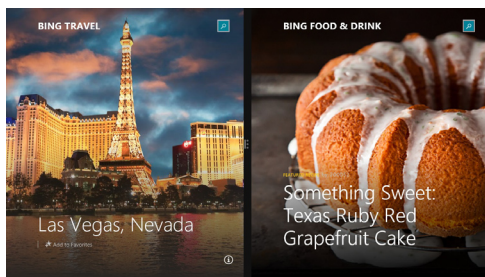 BING TRAVEL
Las Vegas, Nevada
Add to Favorites
BING FOOD & DRINK
Something Sweet:
Texas Ruby Red
Grapefruit Cake